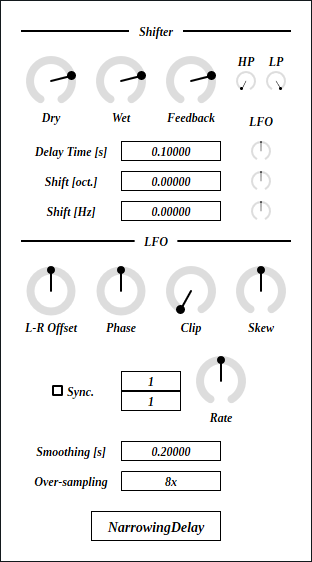 Shifter
HP LP
Dry Wet Feedback
LFO
Delay Time [s] 0.10000
Shift [oct.] 0.00000
Shift [Hz] 0.00000
LFO
L-R Offset Phase Clip Skew
Sync. 1
1
Rate
Smoothing [s] 0.20000
Over-sampling 8x
NarrowingDelay